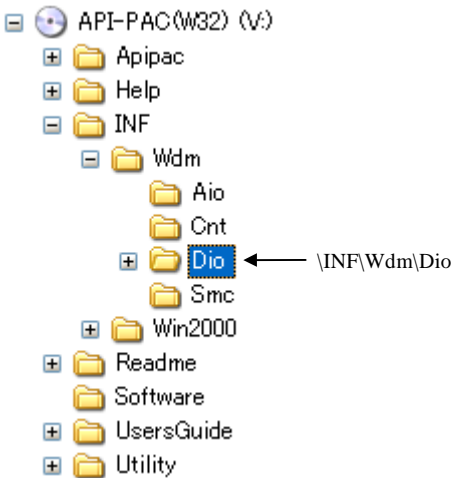 API-PAC(W32) (V:)
Apipac
Help
INF
Wdm
Aio
Cnt
Dio
\INF\Wdm\Dio
Smc
Win2000
Readme
Software
UsersGuide
Utility